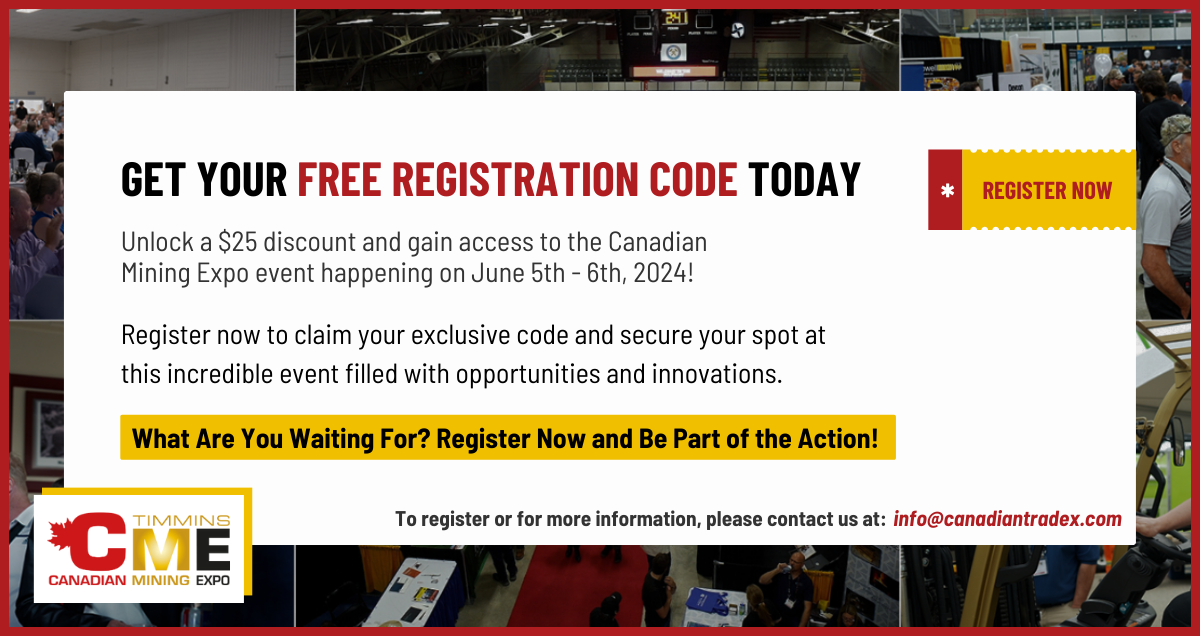 2:41
GET YOUR FREE REGISTRATION CODE TODAY
* REGISTER NOW
Unlock a $25 discount and gain access to the Canadian
Mining Expo event happening on June 5th - 6th, 2024!
Register now to claim your exclusive code and secure your spot at
this incredible event filled with opportunities and innovations.
What Are You Waiting For? Register Now and Be Part of the Action!
To register or for more information, please contact us at: info@canadiantradex.com
TIMMINS
CME
CANADIAN MINING EXPO